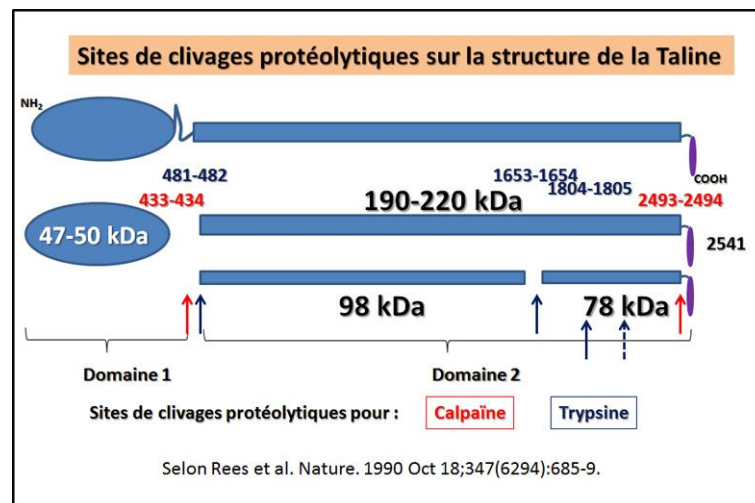 Sites de clivages protéolytiques sur la structure de la Taline
NH₂
481-482
1653-1654
COOH
433-434
1804-1805
2493-2494
190-220 kDa
47-50 kDa
2541
98 kDa
78 kDa
Domaine 1
Domaine 2
Sites de clivages protéolytiques pour : Calpaïne Trypsine
Selon Rees et al. Nature. 1990 Oct 18;347(6294):685-9.